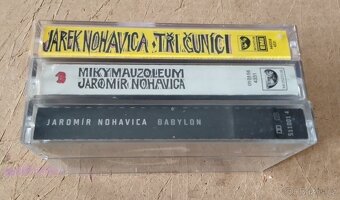 JAREK NOHAVICA • TŘI ČUNÍCI
MIKYMAUZOLEUM
JAROMÍR NOHAVICA
JAROMÍR NOHAVICA BABYLON